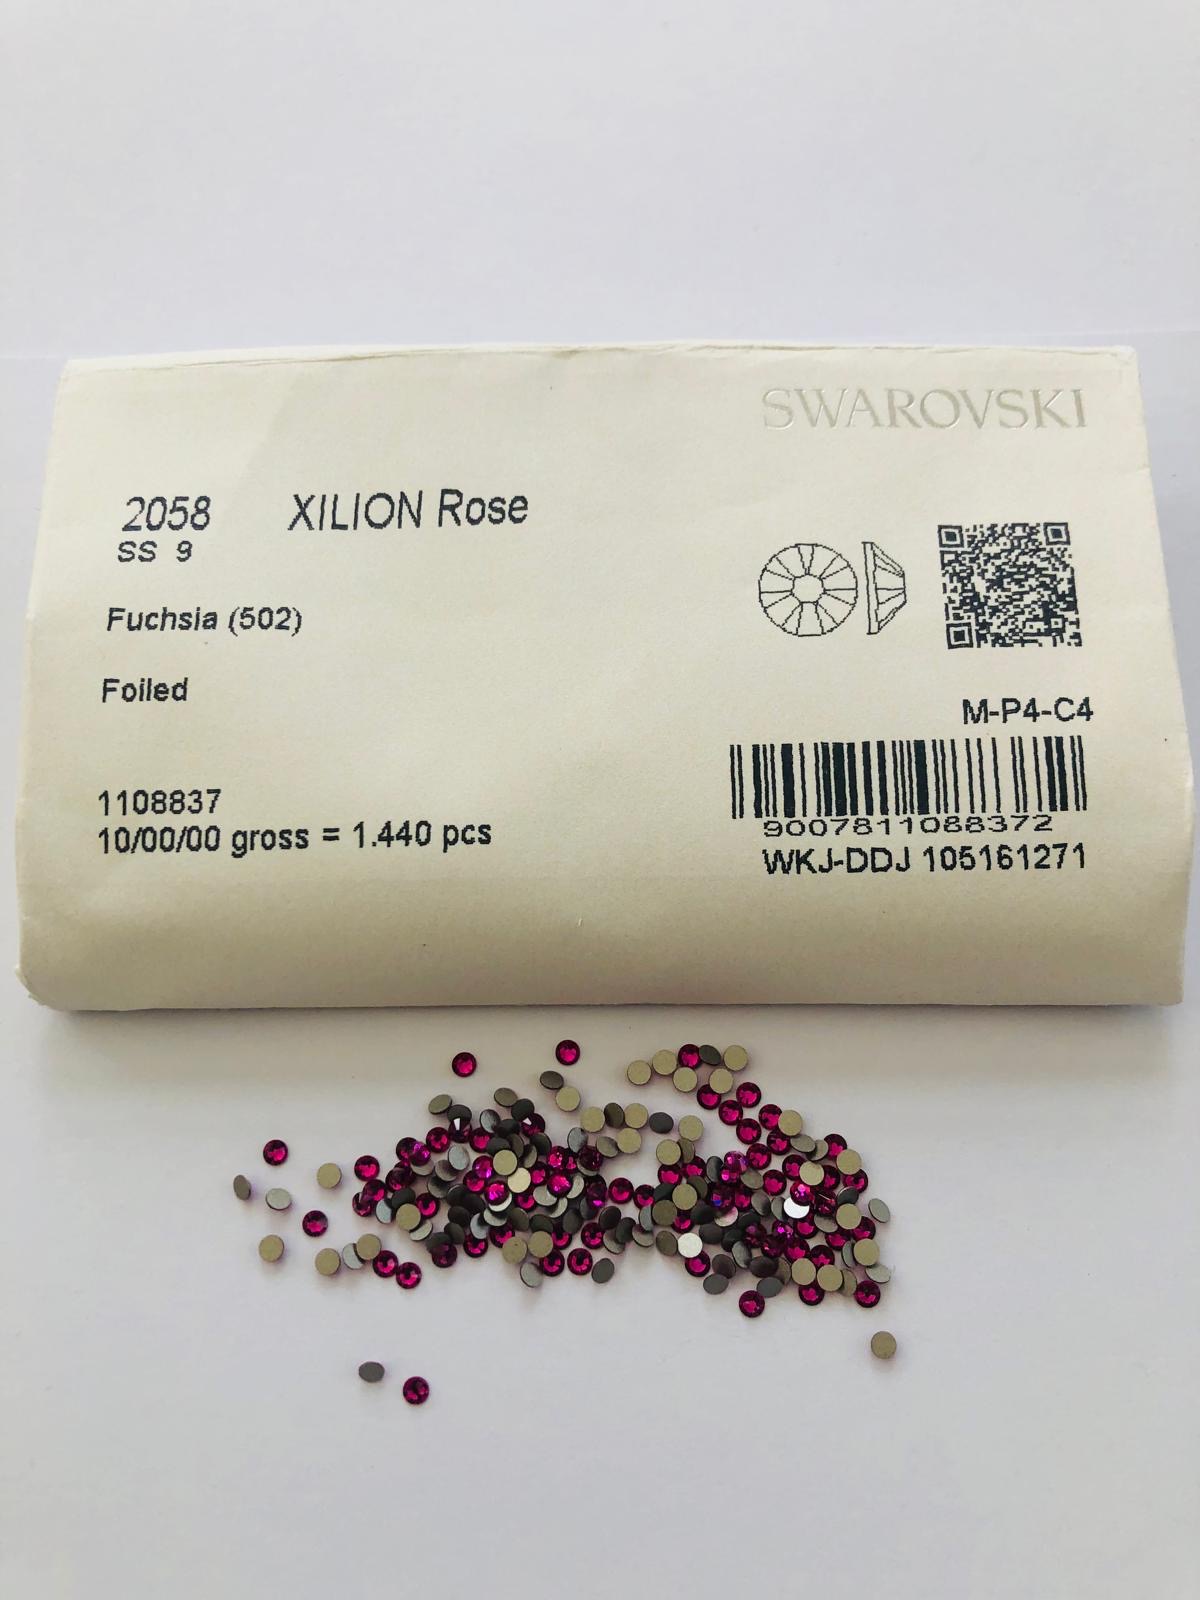 SWAROVSKI
2058 XILION Rose
SS 9
Fuchsia (502)
Foiled
M-P4-C4
1108837
10/00/00 gross = 1.440 pcs
9007811088372
WKJ-DDJ 105161271